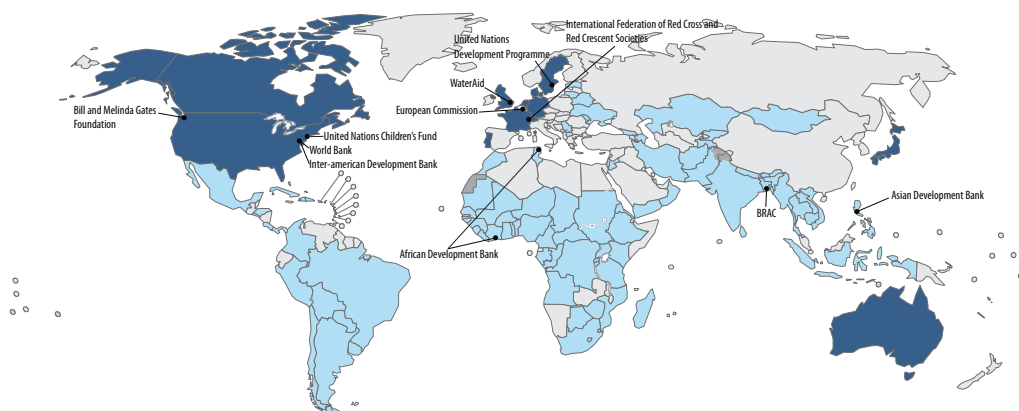 International Federation of Red Cross and
Red Crescent Societies
United Nations
Development Programme
WaterAid
European Commission
Bill and Melinda Gates
Foundation
United Nations Children's Fund
World Bank
Inter-american Development Bank
Asian Development Bank
BRAC
African Development Bank